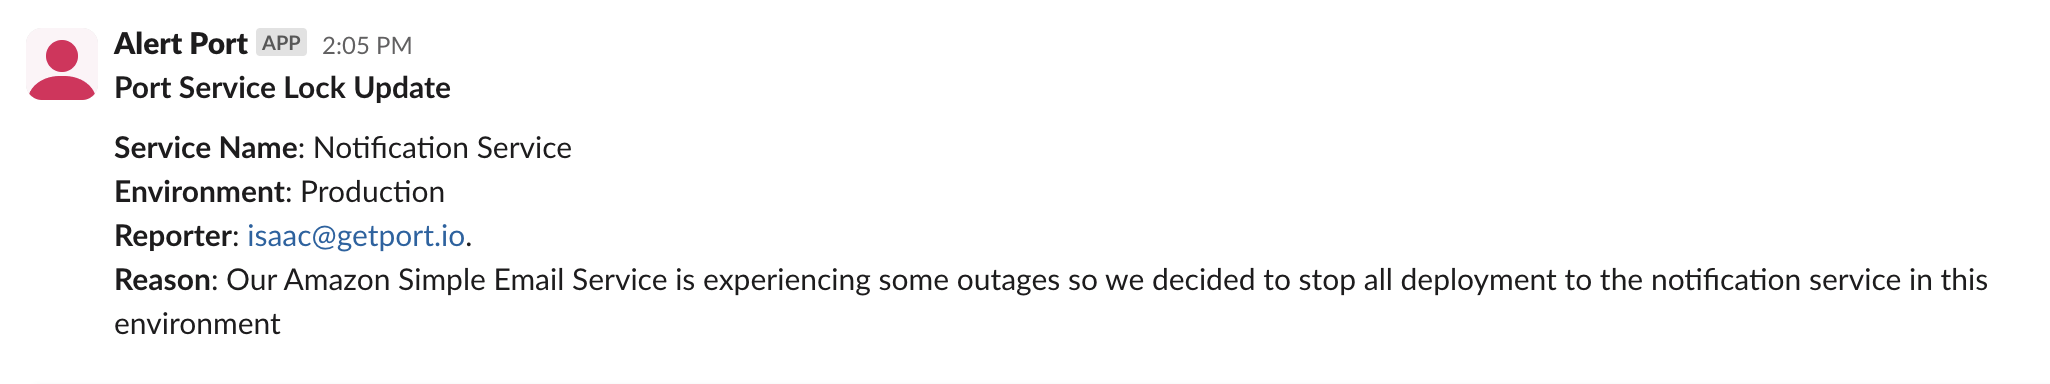 Alert Port APP 2:05 PM
Port Service Lock Update
Service Name: Notification Service
Environment: Production
Reporter: isaac@getport.io.
Reason: Our Amazon Simple Email Service is experiencing some outages so we decided to stop all deployment to the notification service in this
environment